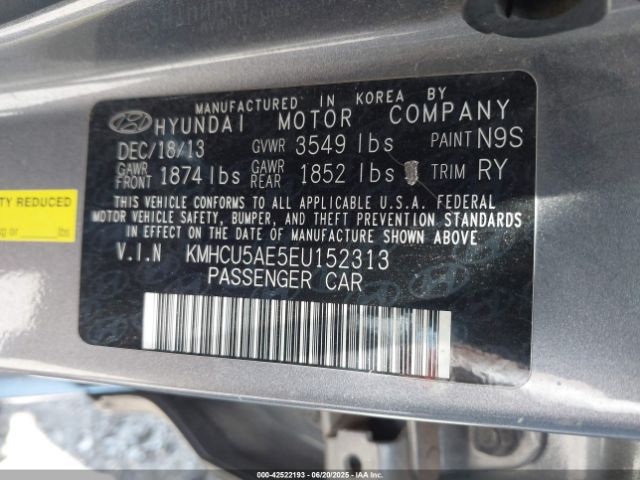 MANUFACTURED IN KOREA BY
HYUNDAI MOTOR COMPANY
DEC/18/13 GVWR 3549 lbs PAINT N9S
GAWR FRONT 1874 lbs GAWR REAR 1852 lbs TRIM RY
THIS VEHICLE CONFORMS TO ALL APPLICABLE U.S.A. FEDERAL
MOTOR VEHICLE SAFETY, BUMPER, AND THEFT PREVENTION STANDARDS
IN EFFECT ON THE DATE OF MANUFACTURE SHOWN ABOVE.
V.I.N KMHCU5AE5EU152313
PASSENGER CAR
TY REDUCED
kg or lbs
000-42522193 - 06/20/2025 - IAA Inc.